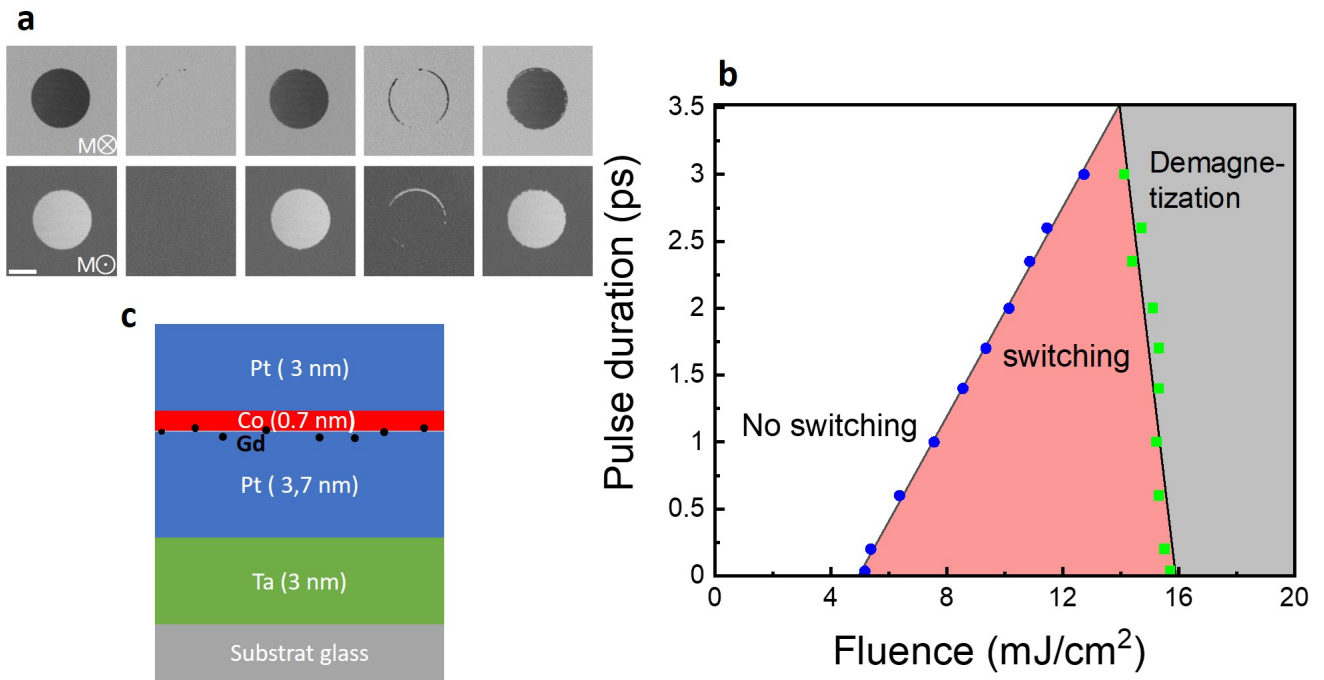 a
M⊗
M⊙
b
Pulse duration (ps)
3.5
3
2.5
2
1.5
1
0.5
0
Demagne-
tization
switching
No switching
0 4 8 12 16 20
Fluence (mJ/cm²)
c
Pt ( 3 nm)
Co (0.7 nm)
Gd
Pt ( 3,7 nm)
Ta (3 nm)
Substrat glass